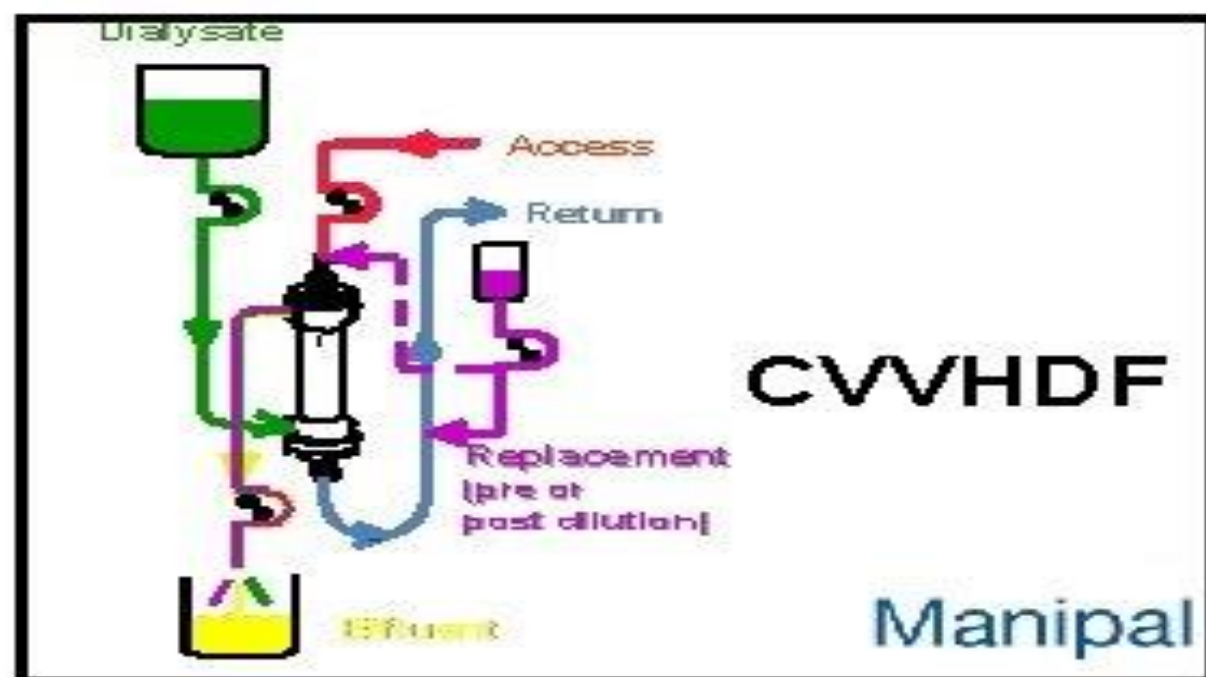 Dialysate
Access
Return
CVVHDF
Replacement
(pre or
post dilution)
Effluent
Manipal